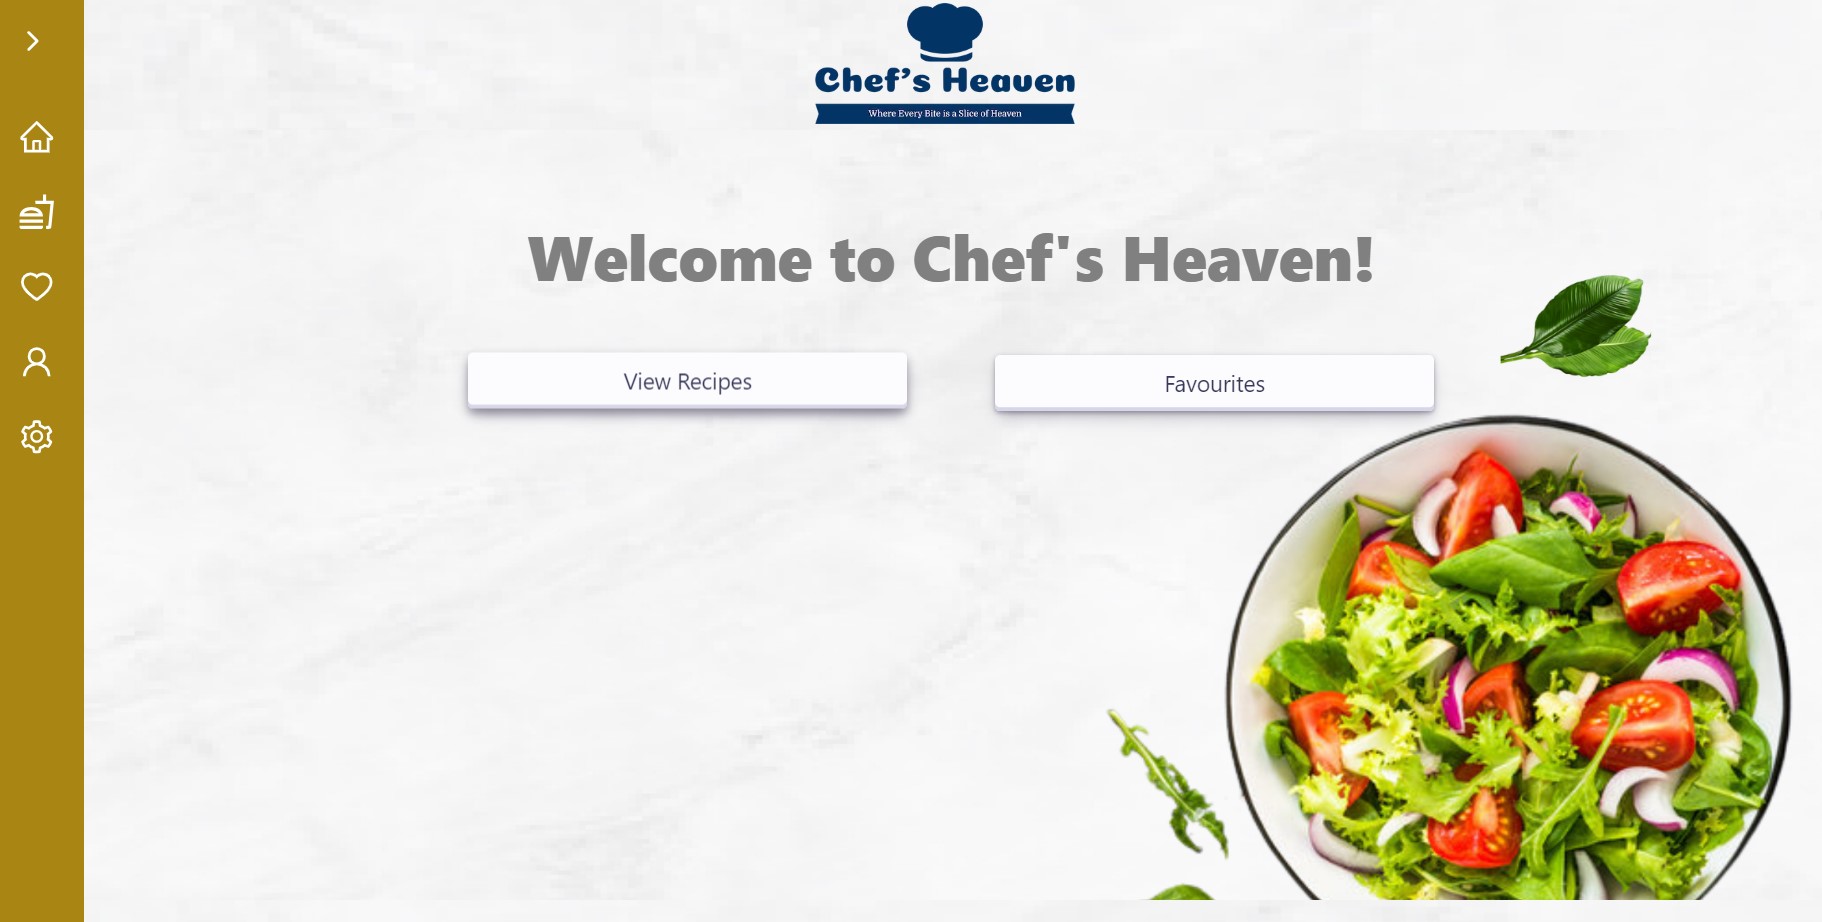 Chef's Heaven
Where Every Bite is a Slice of Heaven
Welcome to Chef's Heaven!
View Recipes
Favourites